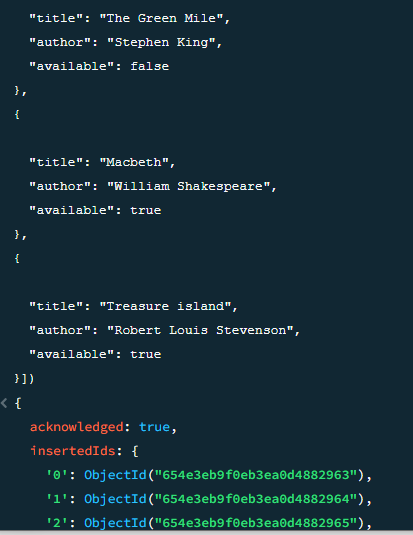 "title": "The Green Mile",
"author": "Stephen King",
"available": false
},
{
"title": "Macbeth",
"author": "William Shakespeare",
"available": true
},
{
"title": "Treasure island",
"author": "Robert Louis Stevenson",
"available": true
}])
< {
acknowledged: true,
insertedIds: {
'0': ObjectId("654e3eb9f0eb3ea0d4882963"),
'1': ObjectId("654e3eb9f0eb3ea0d4882964"),
'2': ObjectId("654e3eb9f0eb3ea0d4882965"),